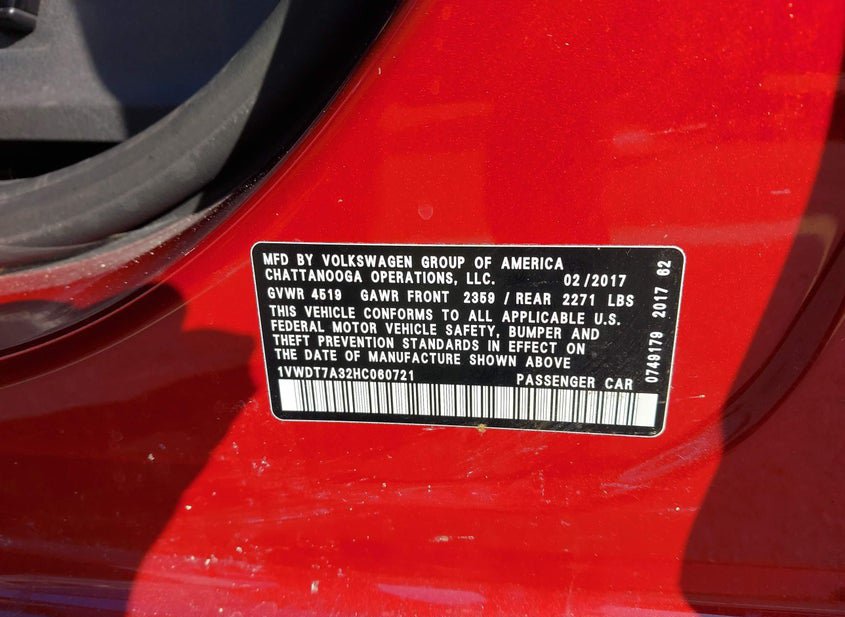 MFD BY VOLKSWAGEN GROUP OF AMERICA
CHATTANOOGA OPERATIONS, LLC. 02/2017
GVWR 4519 GAWR FRONT 2359 / REAR 2271 LBS
THIS VEHICLE CONFORMS TO ALL APPLICABLE U.S.
FEDERAL MOTOR VEHICLE SAFETY, BUMPER AND
THEFT PREVENTION STANDARDS IN EFFECT ON
THE DATE OF MANUFACTURE SHOWN ABOVE
1VWDT7A32HC060721 PASSENGER CAR
0749179 2017 62